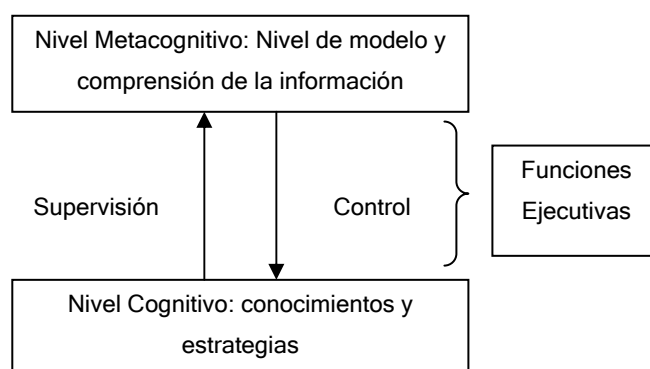 Nivel Metacognitivo: Nivel de modelo y
comprensión de la información
Supervisión
Control
Funciones
Ejecutivas
Nivel Cognitivo: conocimientos y
estrategias